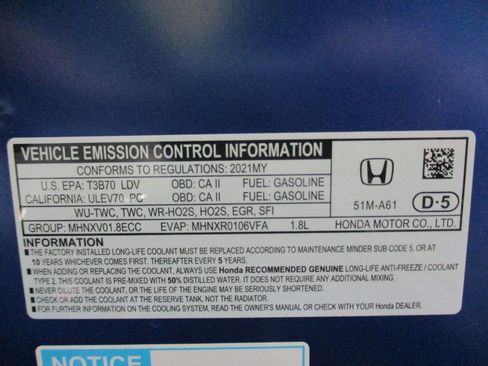 VEHICLE EMISSION CONTROL INFORMATION
CONFORMS TO REGULATIONS: 2021MY
U.S. EPA: T3B70 LDV OBD: CA II FUEL: GASOLINE
CALIFORNIA: ULEV70 PC OBD: CA II FUEL: GASOLINE
WU-TWC, TWC, WR-HO2S, HO2S, EGR, SFI
GROUP: MHNXV01.8ECC EVAP: MHNXR0106VFA 1.8L
51M-A61 D·5
HONDA MOTOR CO., LTD.
INFORMATION
■THE FACTORY INSTALLED LONG-LIFE COOLANT MUST BE REPLACED ACCORDING TO MAINTENANCE MINDER SUB CODE 5, OR AT
10 YEARS WHICHEVER COMES FIRST. THEREAFTER EVERY 5 YEARS.
■WHEN ADDING OR REPLACING THE COOLANT, ALWAYS USE Honda RECOMMENDED GENUINE LONG-LIFE ANTI-FREEZE / COOLANT
TYPE 2. THIS COOLANT IS PRE-MIXED WITH 50% DISTILLED WATER. IT DOES NOT REQUIRE ANY ADDITIONAL MIXING.
■NEVER DILUTE THE COOLANT, OR THE LIFE OF THE ENGINE MAY BE SERIOUSLY SHORTENED.
■CHECK OR ADD THE COOLANT AT THE RESERVE TANK, NOT THE RADIATOR.
■FOR FURTHER INFORMATION ON THE COOLING SYSTEM, READ THE OWNER'S MANUAL OR CHECK WITH AN AUTHORIZED Honda DEALER.
NOTICE